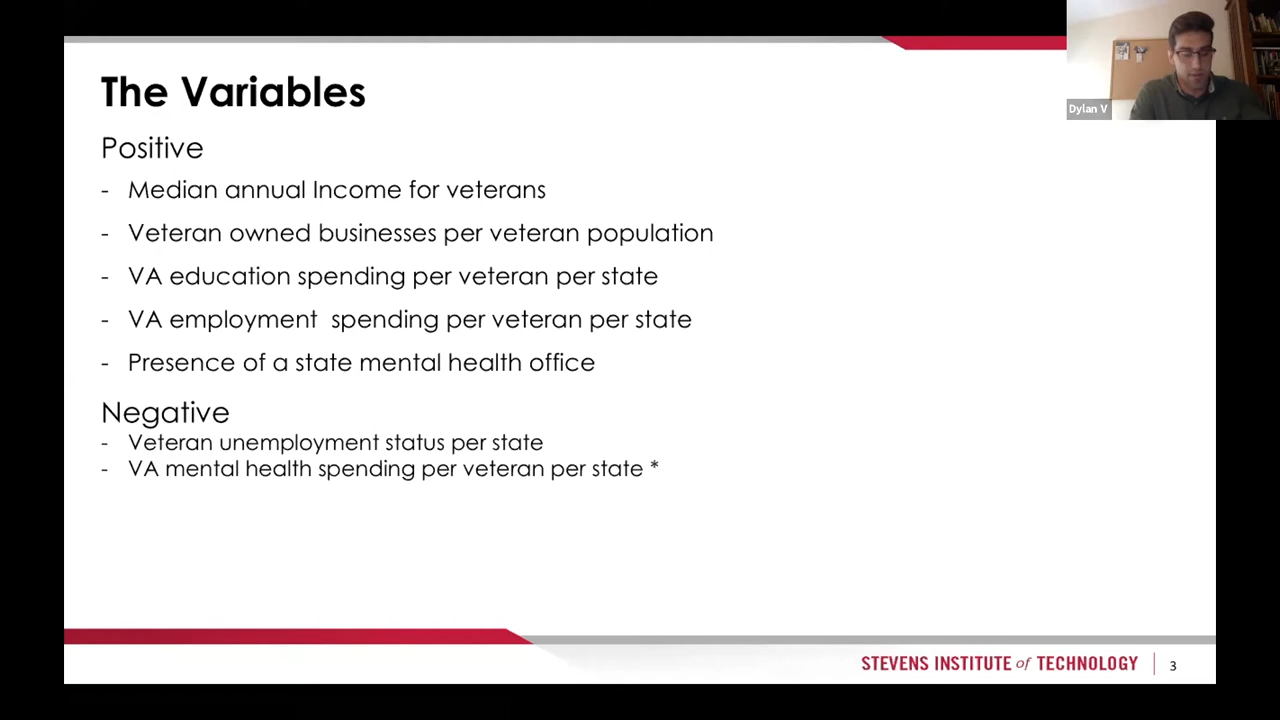 The Variables
Positive
- Median annual Income for veterans
- Veteran owned businesses per veteran population
- VA education spending per veteran per state
- VA employment  spending per veteran per state
- Presence of a state mental health office
Negative
- Veteran unemployment status per state
- VA mental health spending per veteran per state *
Dylan V
STEVENS INSTITUTE of TECHNOLOGY
3